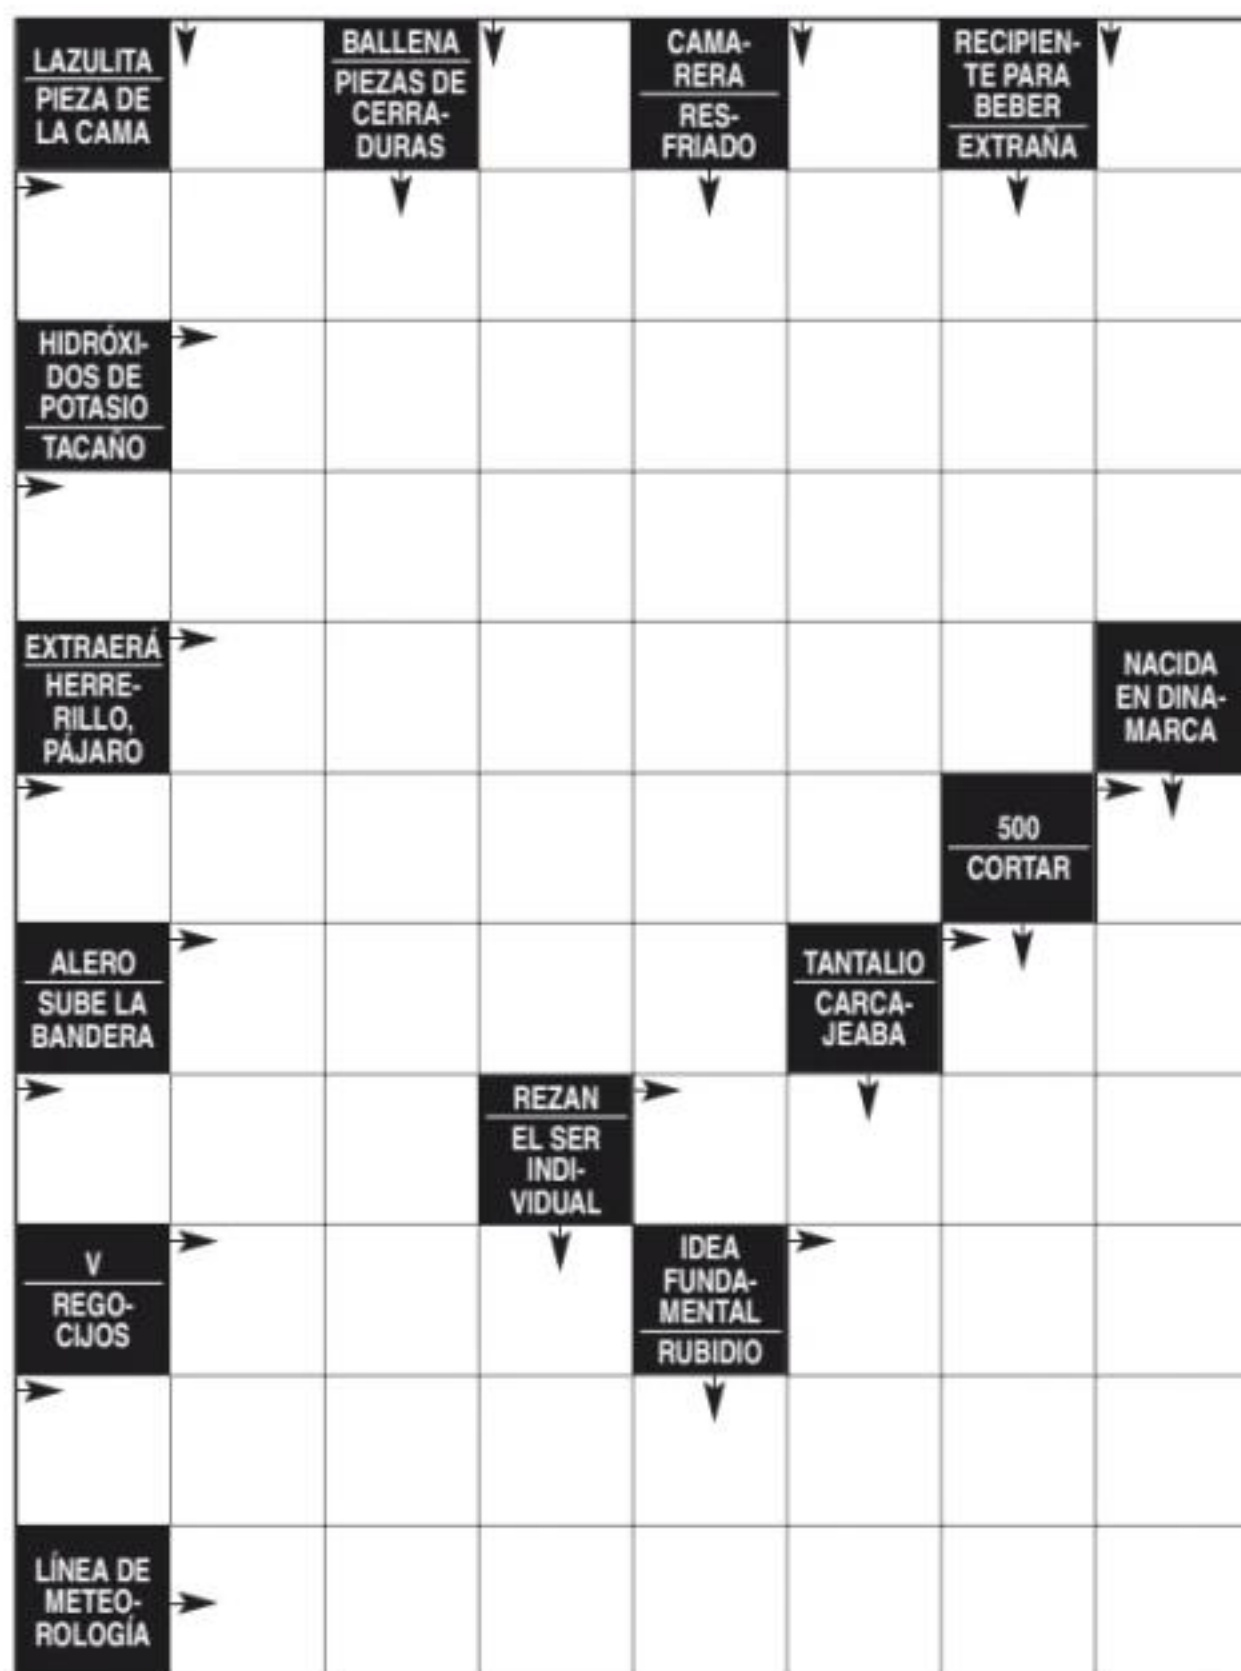 LAZULITA
PIEZA DE
LA CAMA
BALLENA
PIEZAS DE
CERRA-
DURAS
CAMA-
RERA
RES-
FRIADO
RECIPIEN-
TE PARA
BEBER
EXTRAÑA
HIDRÓXI-
DOS DE
POTASIO
TACAÑO
EXTRAERÁ
HERRE-
RILLO,
PÁJARO
NACIDA
EN DINA-
MARCA
500
CORTAR
ALERO
SUBE LA
BANDERA
TANTALIO
CARCA-
JEABA
REZAN
EL SER
INDI-
VIDUAL
V
REGO-
CIJOS
IDEA
FUNDA-
MENTAL
RUBIDIO
LÍNEA DE
METEO-
ROLOGÍA